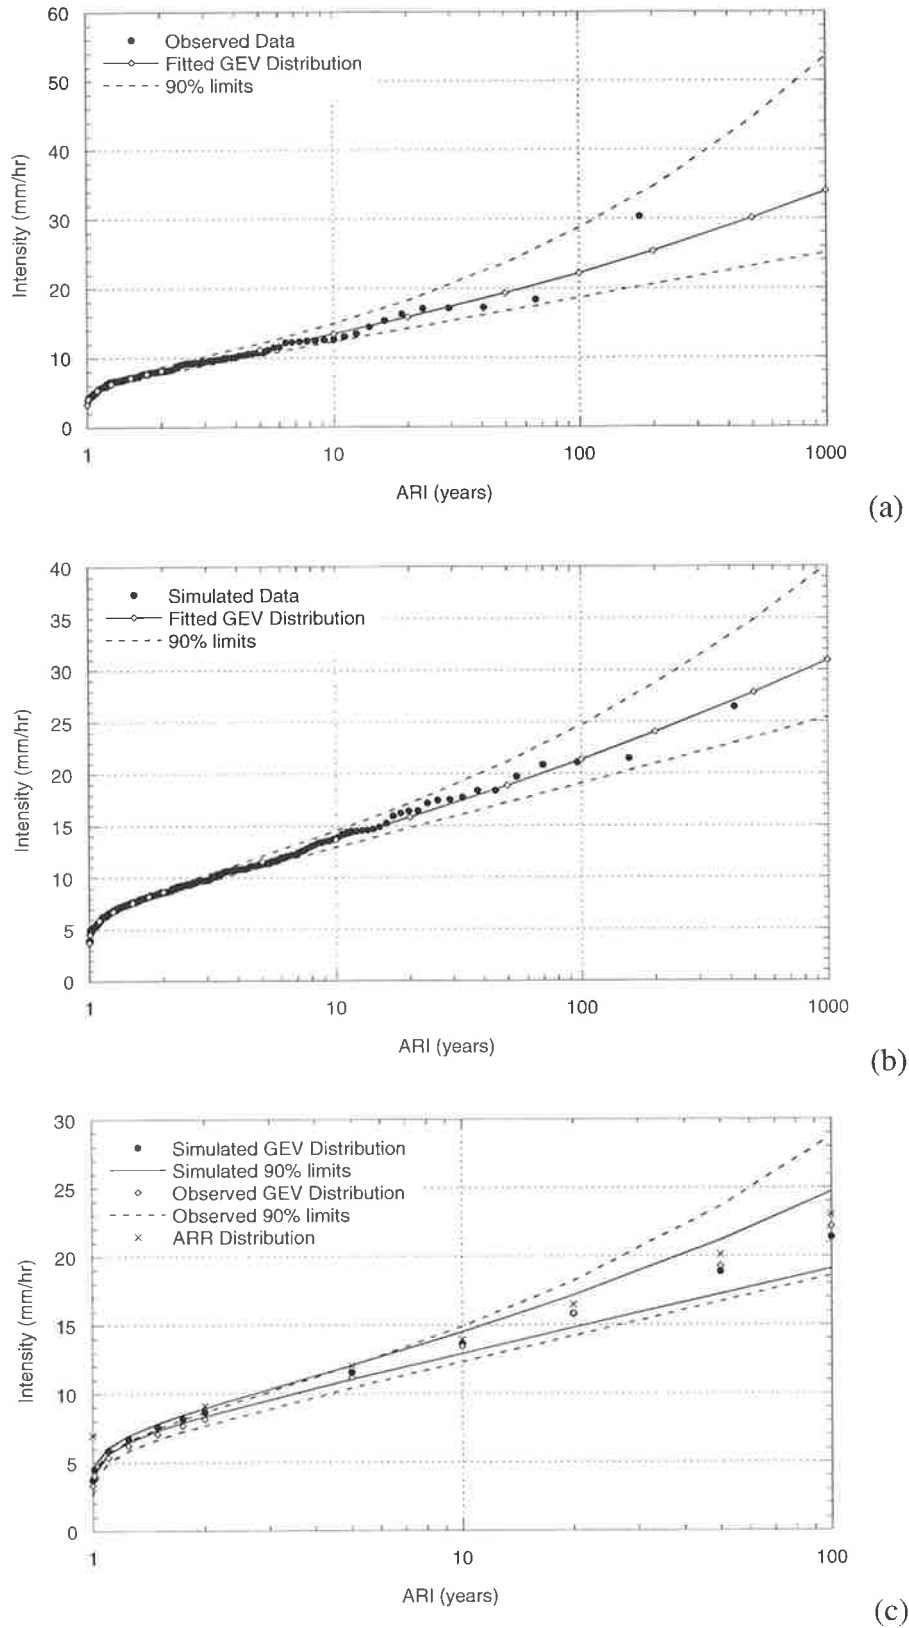 60
50
40
30
20
10
0
Intensity (mm/hr)
Observed Data
Fitted GEV Distribution
90% limits
1
10
100
1000
ARI (years)
(a)
40
35
30
25
20
15
10
5
0
Intensity (mm/hr)
Simulated Data
Fitted GEV Distribution
90% limits
1
10
100
1000
ARI (years)
(b)
30
25
20
15
10
5
0
Intensity (mm/hr)
Simulated GEV Distribution
Simulated 90% limits
Observed GEV Distribution
Observed 90% limits
ARR Distribution
1
10
100
ARI (years)
(c)